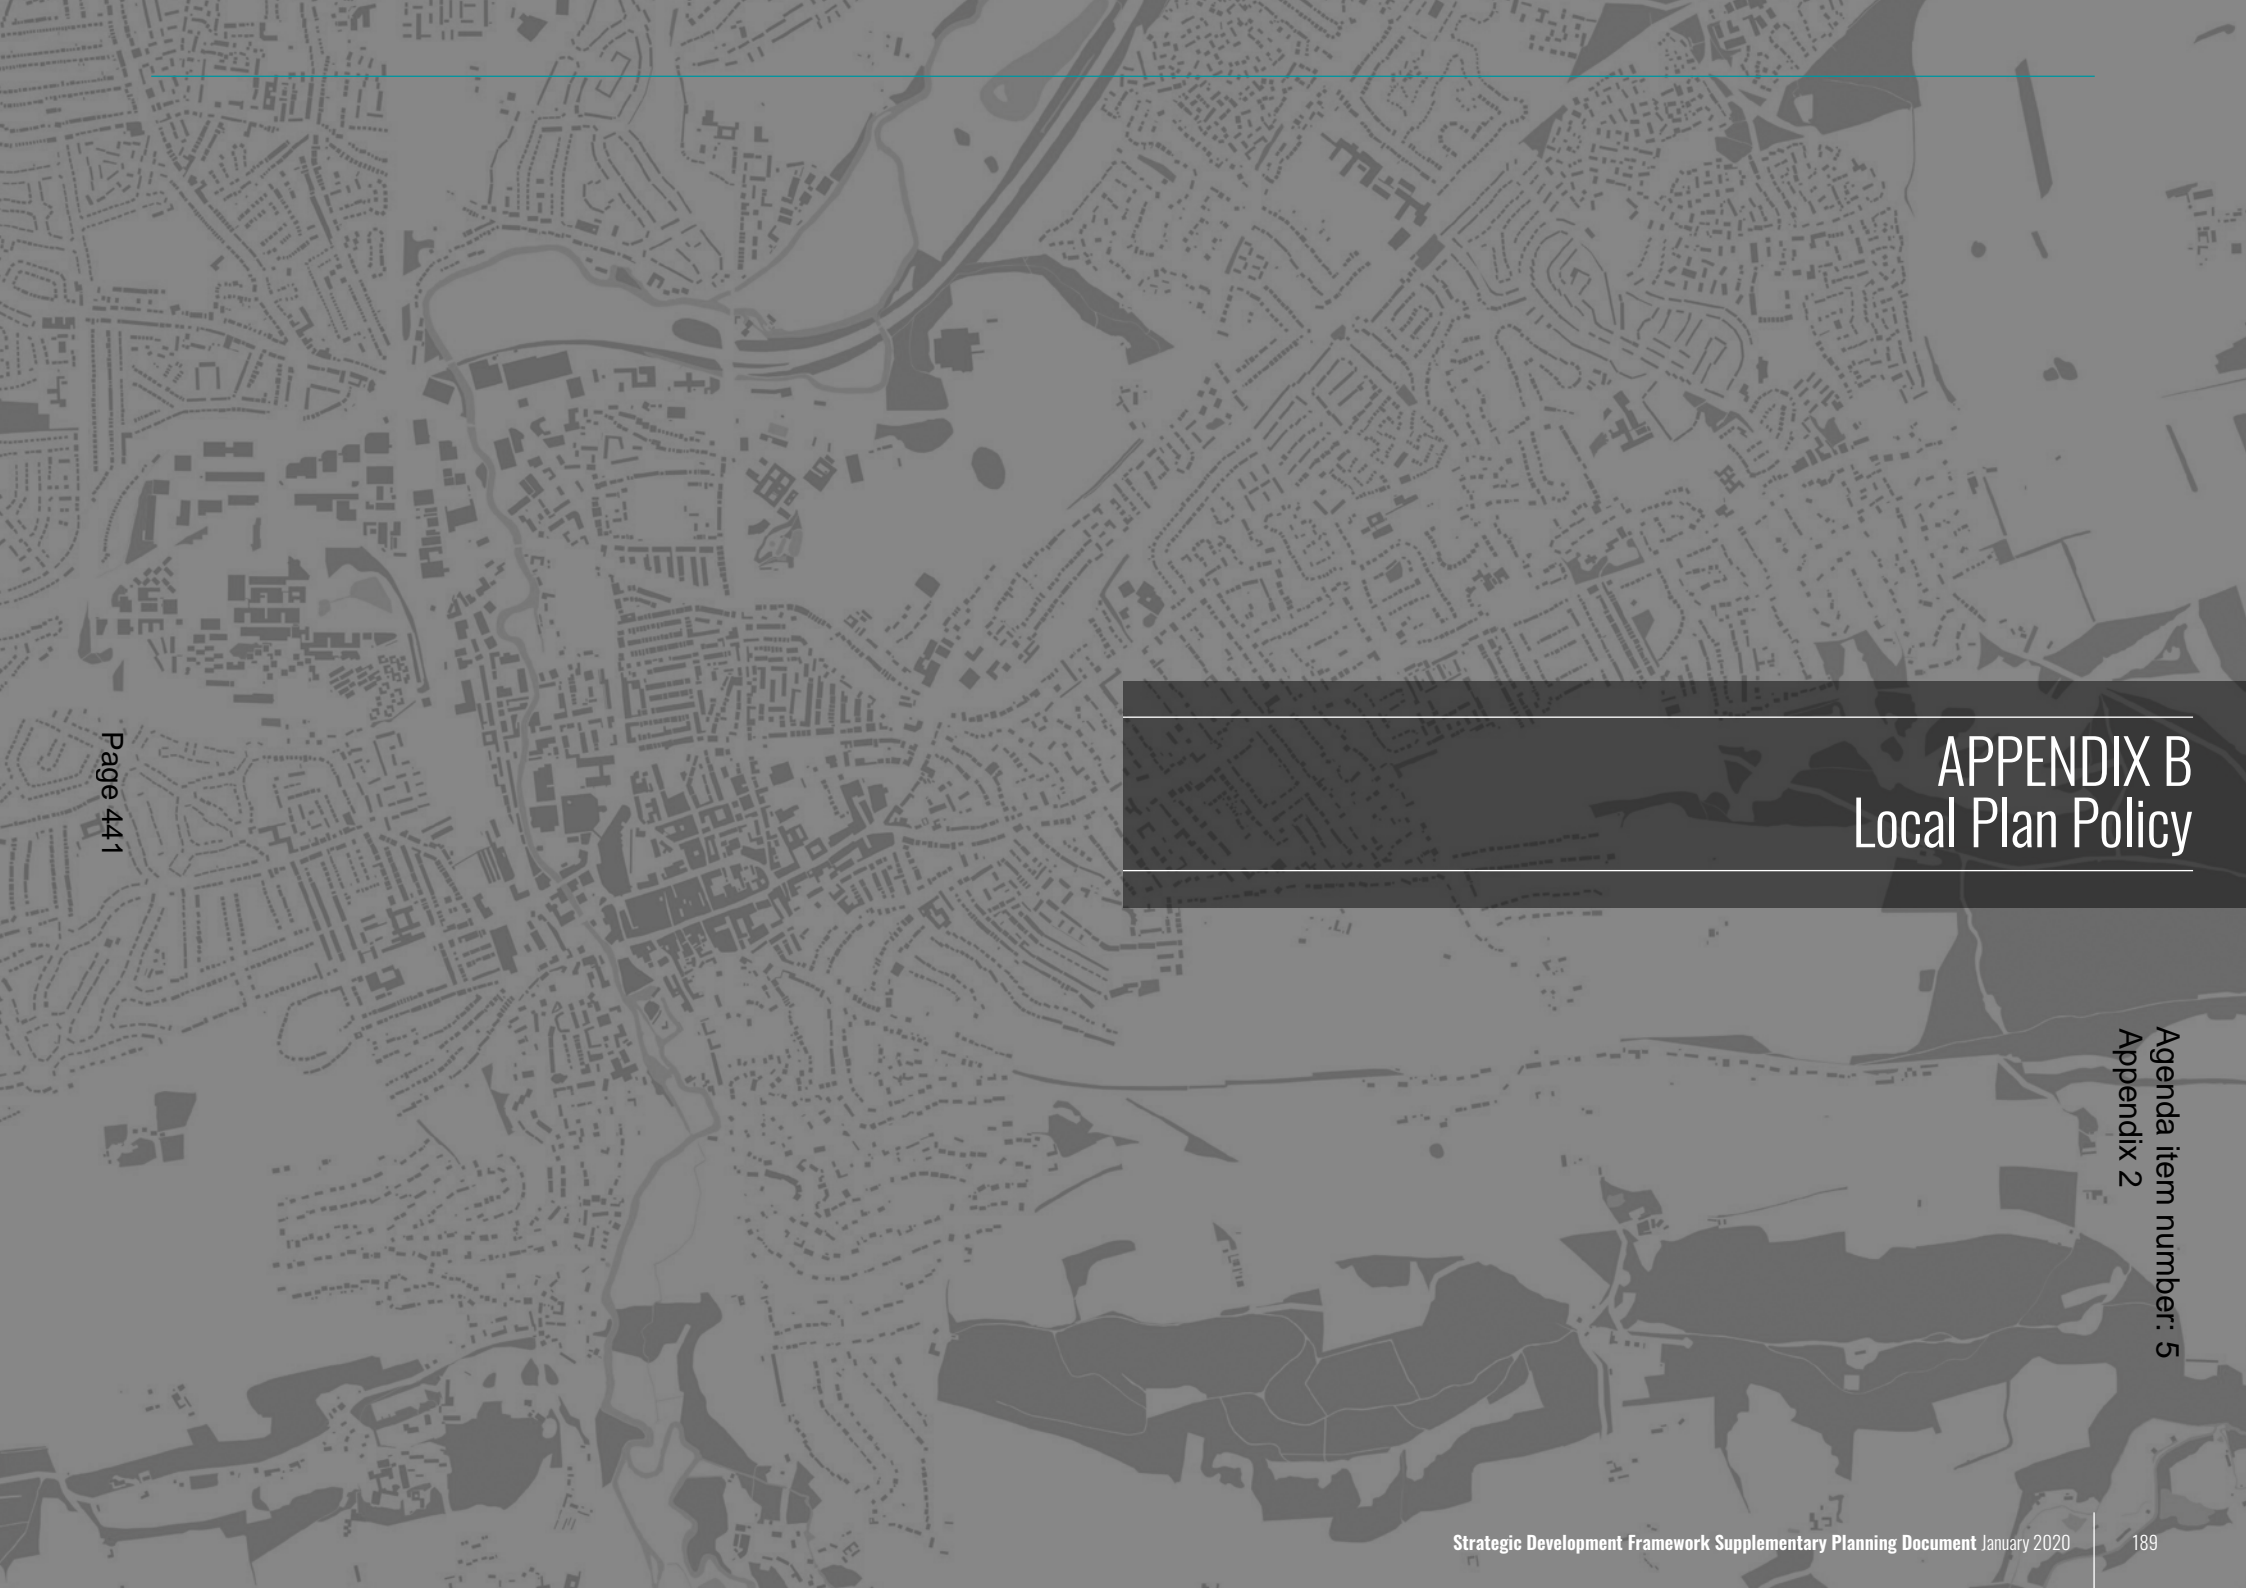 APPENDIX B
Local Plan Policy
Page 441
Agenda item number: 5
Appendix 2
Strategic Development Framework Supplementary Planning Document January 2020
189